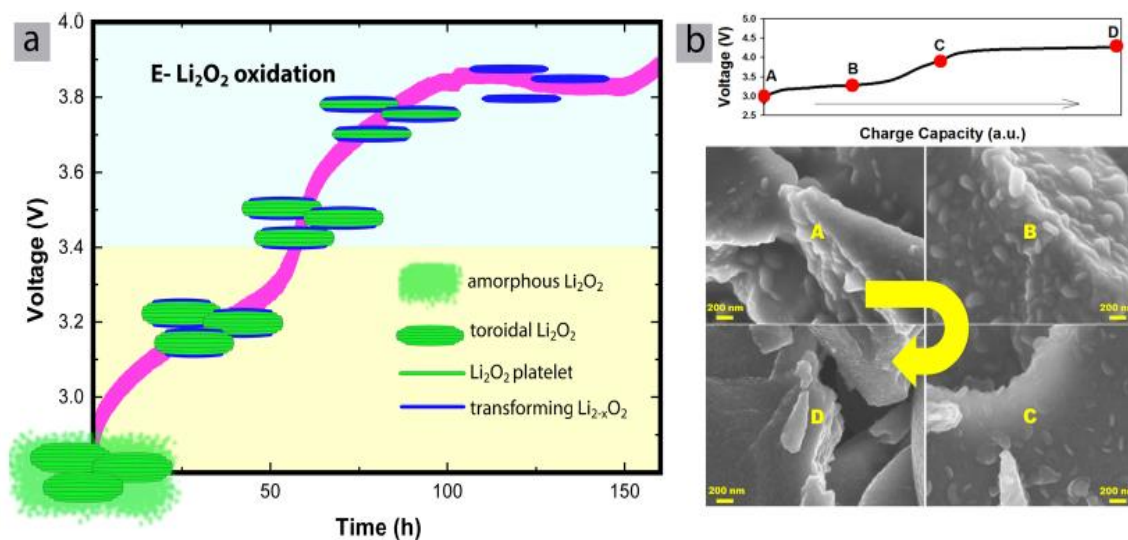 a
E- Li₂O₂ oxidation
Voltage (V)
4.0
3.8
3.6
3.4
3.2
3.0
amorphous Li₂O₂
toroidal Li₂O₂
Li₂O₂ platelet
transforming Li₂₋ₓO₂
50
100
150
Time (h)
b
Voltage (V)
5.0
4.5
4.0
3.5
3.0
2.5
A
B
C
D
Charge Capacity (a.u.)
A
200 nm
B
200 nm
D
200 nm
C
200 nm